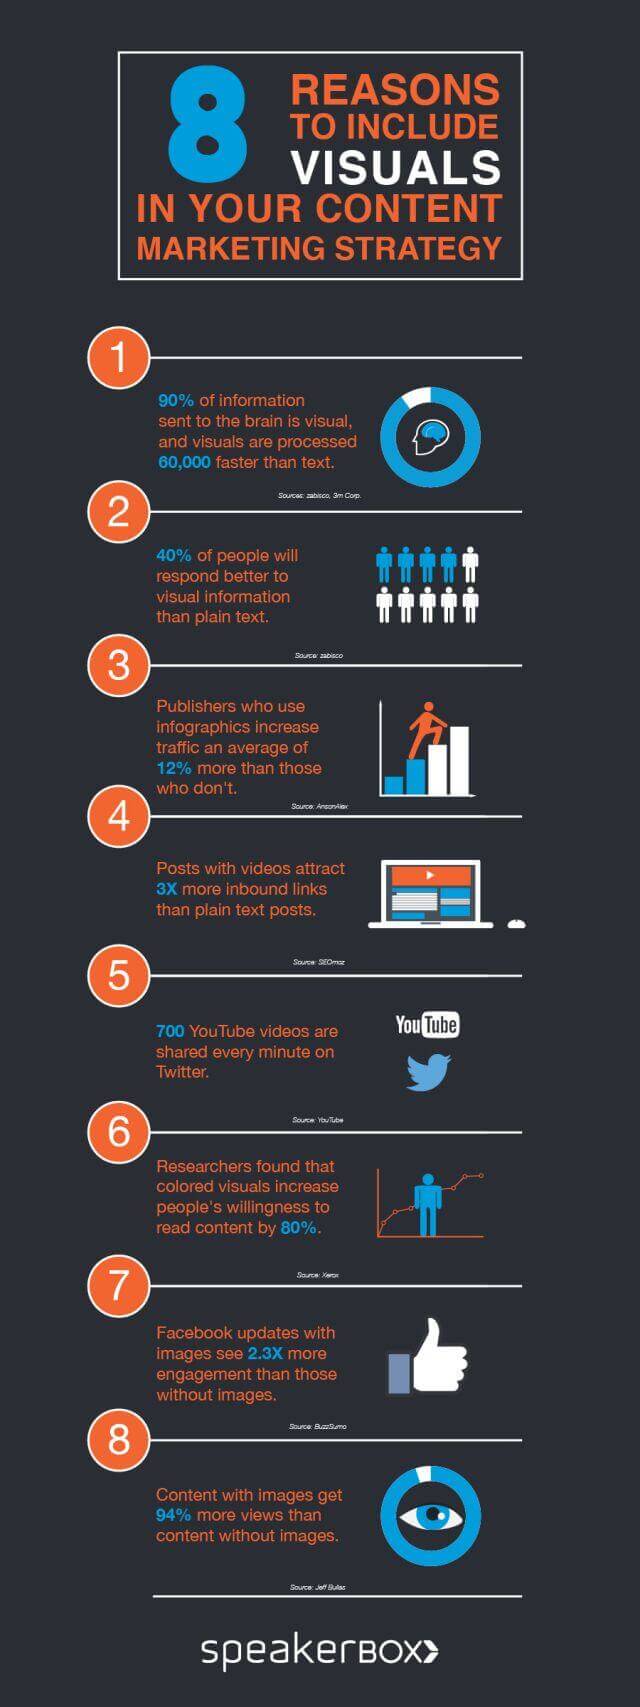 8 REASONS
TO INCLUDE
VISUALS
IN YOUR CONTENT
MARKETING STRATEGY
1
90% of information
sent to the brain is visual,
and visuals are processed
60,000 faster than text.
Sources: zabisco, 3m Corp.
2
40% of people will
respond better to
visual information
than plain text.
Source: zabisco
3
Publishers who use
infographics increase
traffic an average of
12% more than those
who don't.
Source: AnsonAlex
4
Posts with videos attract
3X more inbound links
than plain text posts.
Source: SEOmoz
5
700 YouTube videos are
shared every minute on
Twitter.
YouTube
Source: YouTube
6
Researchers found that
colored visuals increase
people's willingness to
read content by 80%.
Source: Xerox
7
Facebook updates with
images see 2.3X more
engagement than those
without images.
Source: BuzzSumo
8
Content with images get
94% more views than
content without images.
Source: Jeff Bullas
speakerBOX